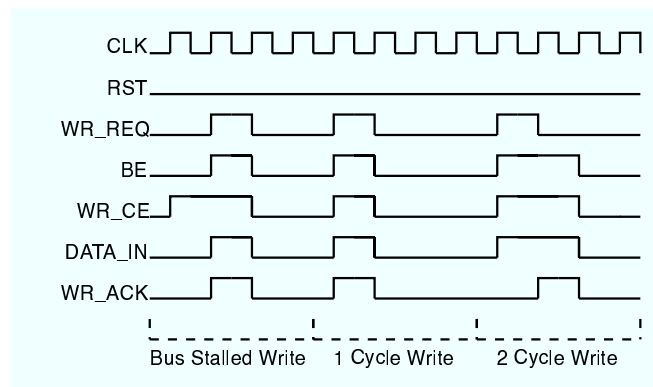 CLK
RST
WR_REQ
BE
WR_CE
DATA_IN
WR_ACK
Bus Stalled Write 1 Cycle Write 2 Cycle Write